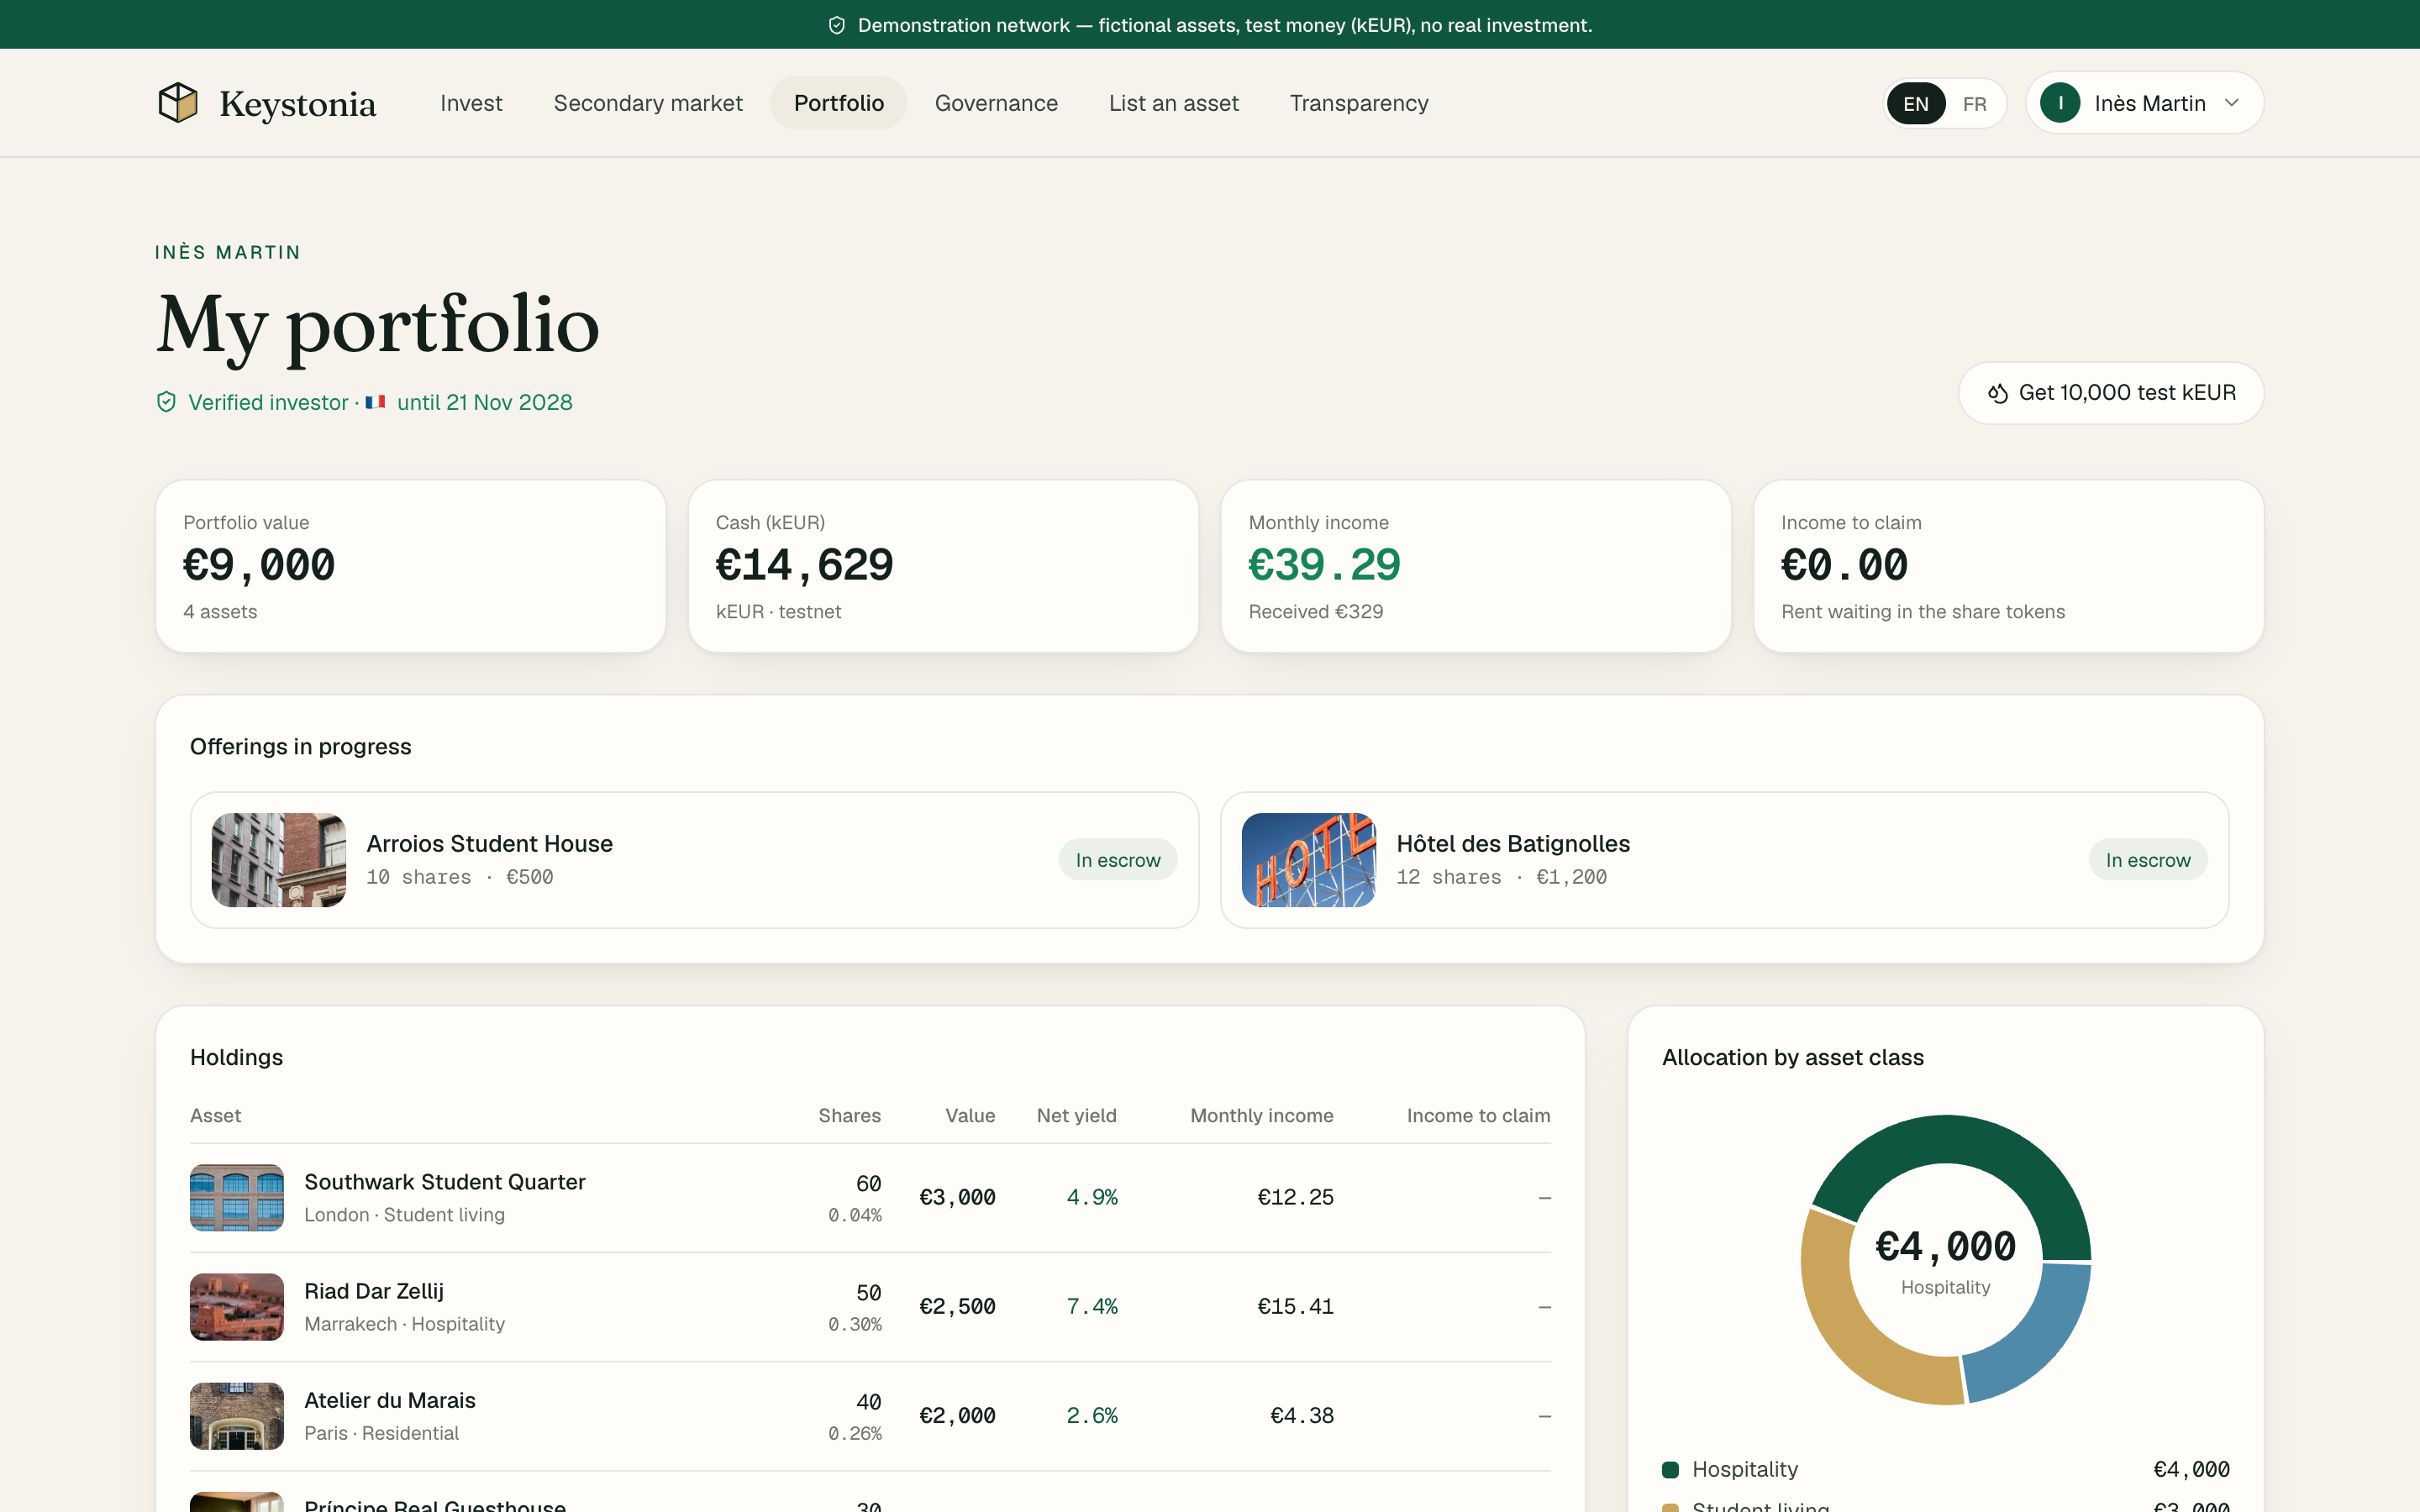 Demonstration network — fictional assets, test money (kEUR), no real investment.
Keystonia
Invest
Secondary market
Portfolio
Governance
List an asset
Transparency
EN
FR
I
Inès Martin
INÈS MARTIN
My portfolio
Verified investor · 🇫🇷 until 21 Nov 2028
Get 10,000 test kEUR
Portfolio value
€9,000
4 assets
Cash (kEUR)
€14,629
kEUR · testnet
Monthly income
€39.29
Received €329
Income to claim
€0.00
Rent waiting in the share tokens
Offerings in progress
Arroios Student House
10 shares · €500
In escrow
HOTE
Hôtel des Batignolles
12 shares · €1,200
In escrow
Holdings
Asset Shares Value Net yield Monthly income Income to claim
Southwark Student Quarter
London · Student living
60
0.04%
€3,000
4.9%
€12.25
–
Riad Dar Zellij
Marrakech · Hospitality
50
0.30%
€2,500
7.4%
€15.41
–
Atelier du Marais
Paris · Residential
40
0.26%
€2,000
2.6%
€4.38
–
Príncipe Real Guesthouse
30
Allocation by asset class
€4,000
Hospitality
Hospitality €4,000
Student living €3,000